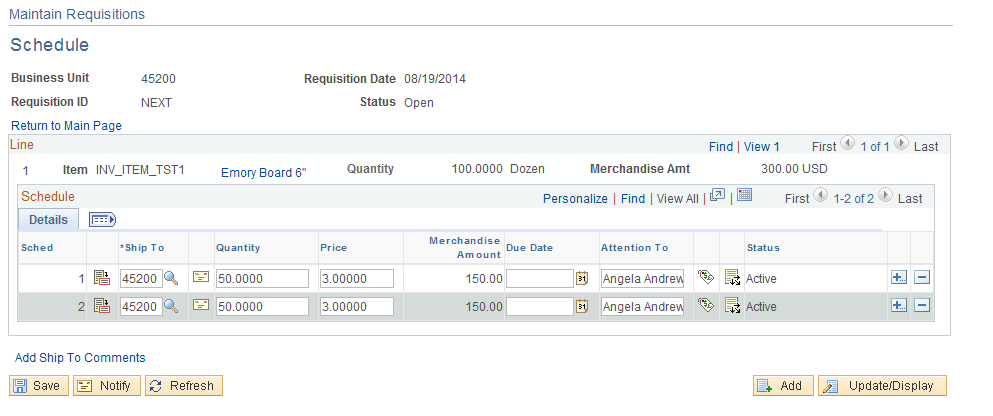 Maintain Requisitions
Schedule
Business Unit 45200 Requisition Date 08/19/2014
Requisition ID NEXT Status Open
Return to Main Page
Line Find | View 1 First 1 of 1 Last
1 Item INV_ITEM_TST1 Emory Board 6" Quantity 100.0000 Dozen Merchandise Amt 300.00 USD
Schedule Personalize | Find | View All | | First 1-2 of 2 Last
Details
Sched *Ship To Quantity Price Merchandise Amount Due Date Attention To Status
1 45200 50.0000 3.00000 150.00 31 Angela Andrew Active
2 45200 50.0000 3.00000 150.00 31 Angela Andrew Active
Add Ship To Comments
Save Notify Refresh Add Update/Display